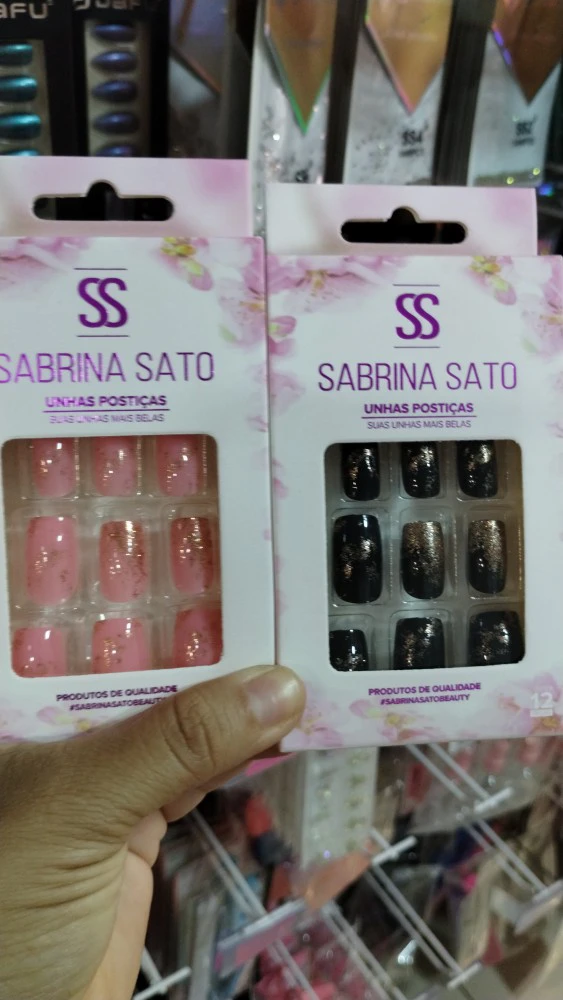 SS4
SS
SABRINA SATO
UNHAS POSTIÇAS
SUAS UNHAS MAIS BELAS
PRODUTOS DE QUALIDADE
#SABRINASATOBEAUTY
SS
SABRINA SATO
UNHAS POSTIÇAS
SUAS UNHAS MAIS BELAS
PRODUTOS DE QUALIDADE
#SABRINASATOBEAUTY
12